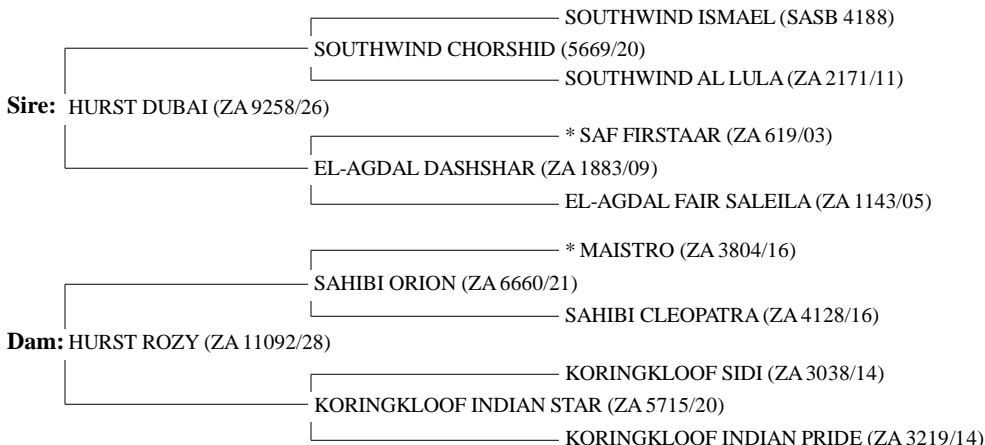 SOUTHWIND ISMAEL (SASB 4188)
SOUTHWIND CHORSHID (5669/20)
SOUTHWIND AL LULA (ZA 2171/11)
Sire: HURST DUBAI (ZA 9258/26)
* SAF FIRSTAAR (ZA 619/03)
EL-AGDAL DASHSHAR (ZA 1883/09)
EL-AGDAL FAIR SALEILA (ZA 1143/05)
* MAISTRO (ZA 3804/16)
SAHIBI ORION (ZA 6660/21)
SAHIBI CLEOPATRA (ZA 4128/16)
Dam: HURST ROZY (ZA 11092/28)
KORINGKLOOF SIDI (ZA 3038/14)
KORINGKLOOF INDIAN STAR (ZA 5715/20)
KORINGKLOOF INDIAN PRIDE (ZA 3219/14)